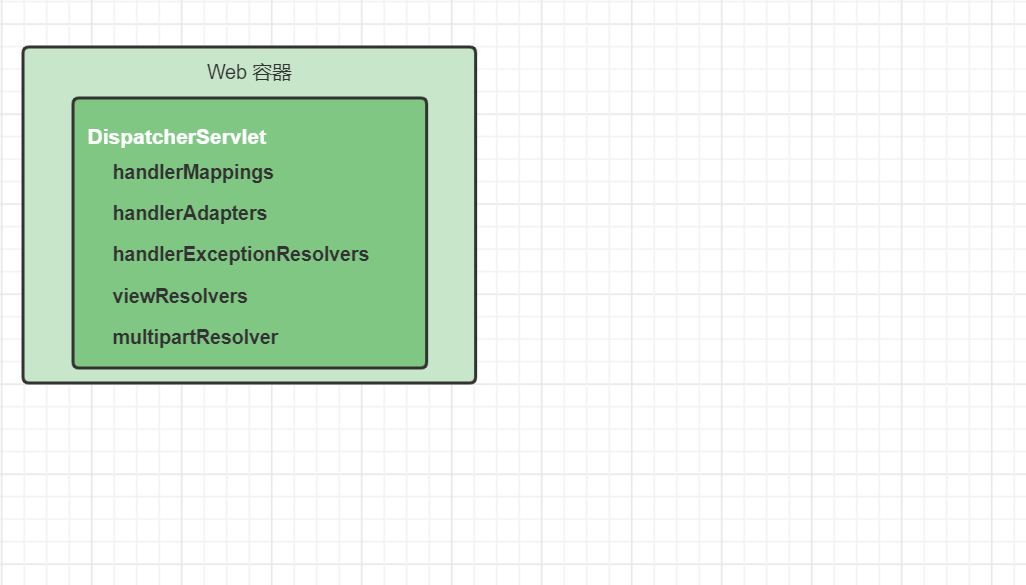 Web 容器
DispatcherServlet
handlerMappings
handlerAdapters
handlerExceptionResolvers
viewResolvers
multipartResolver